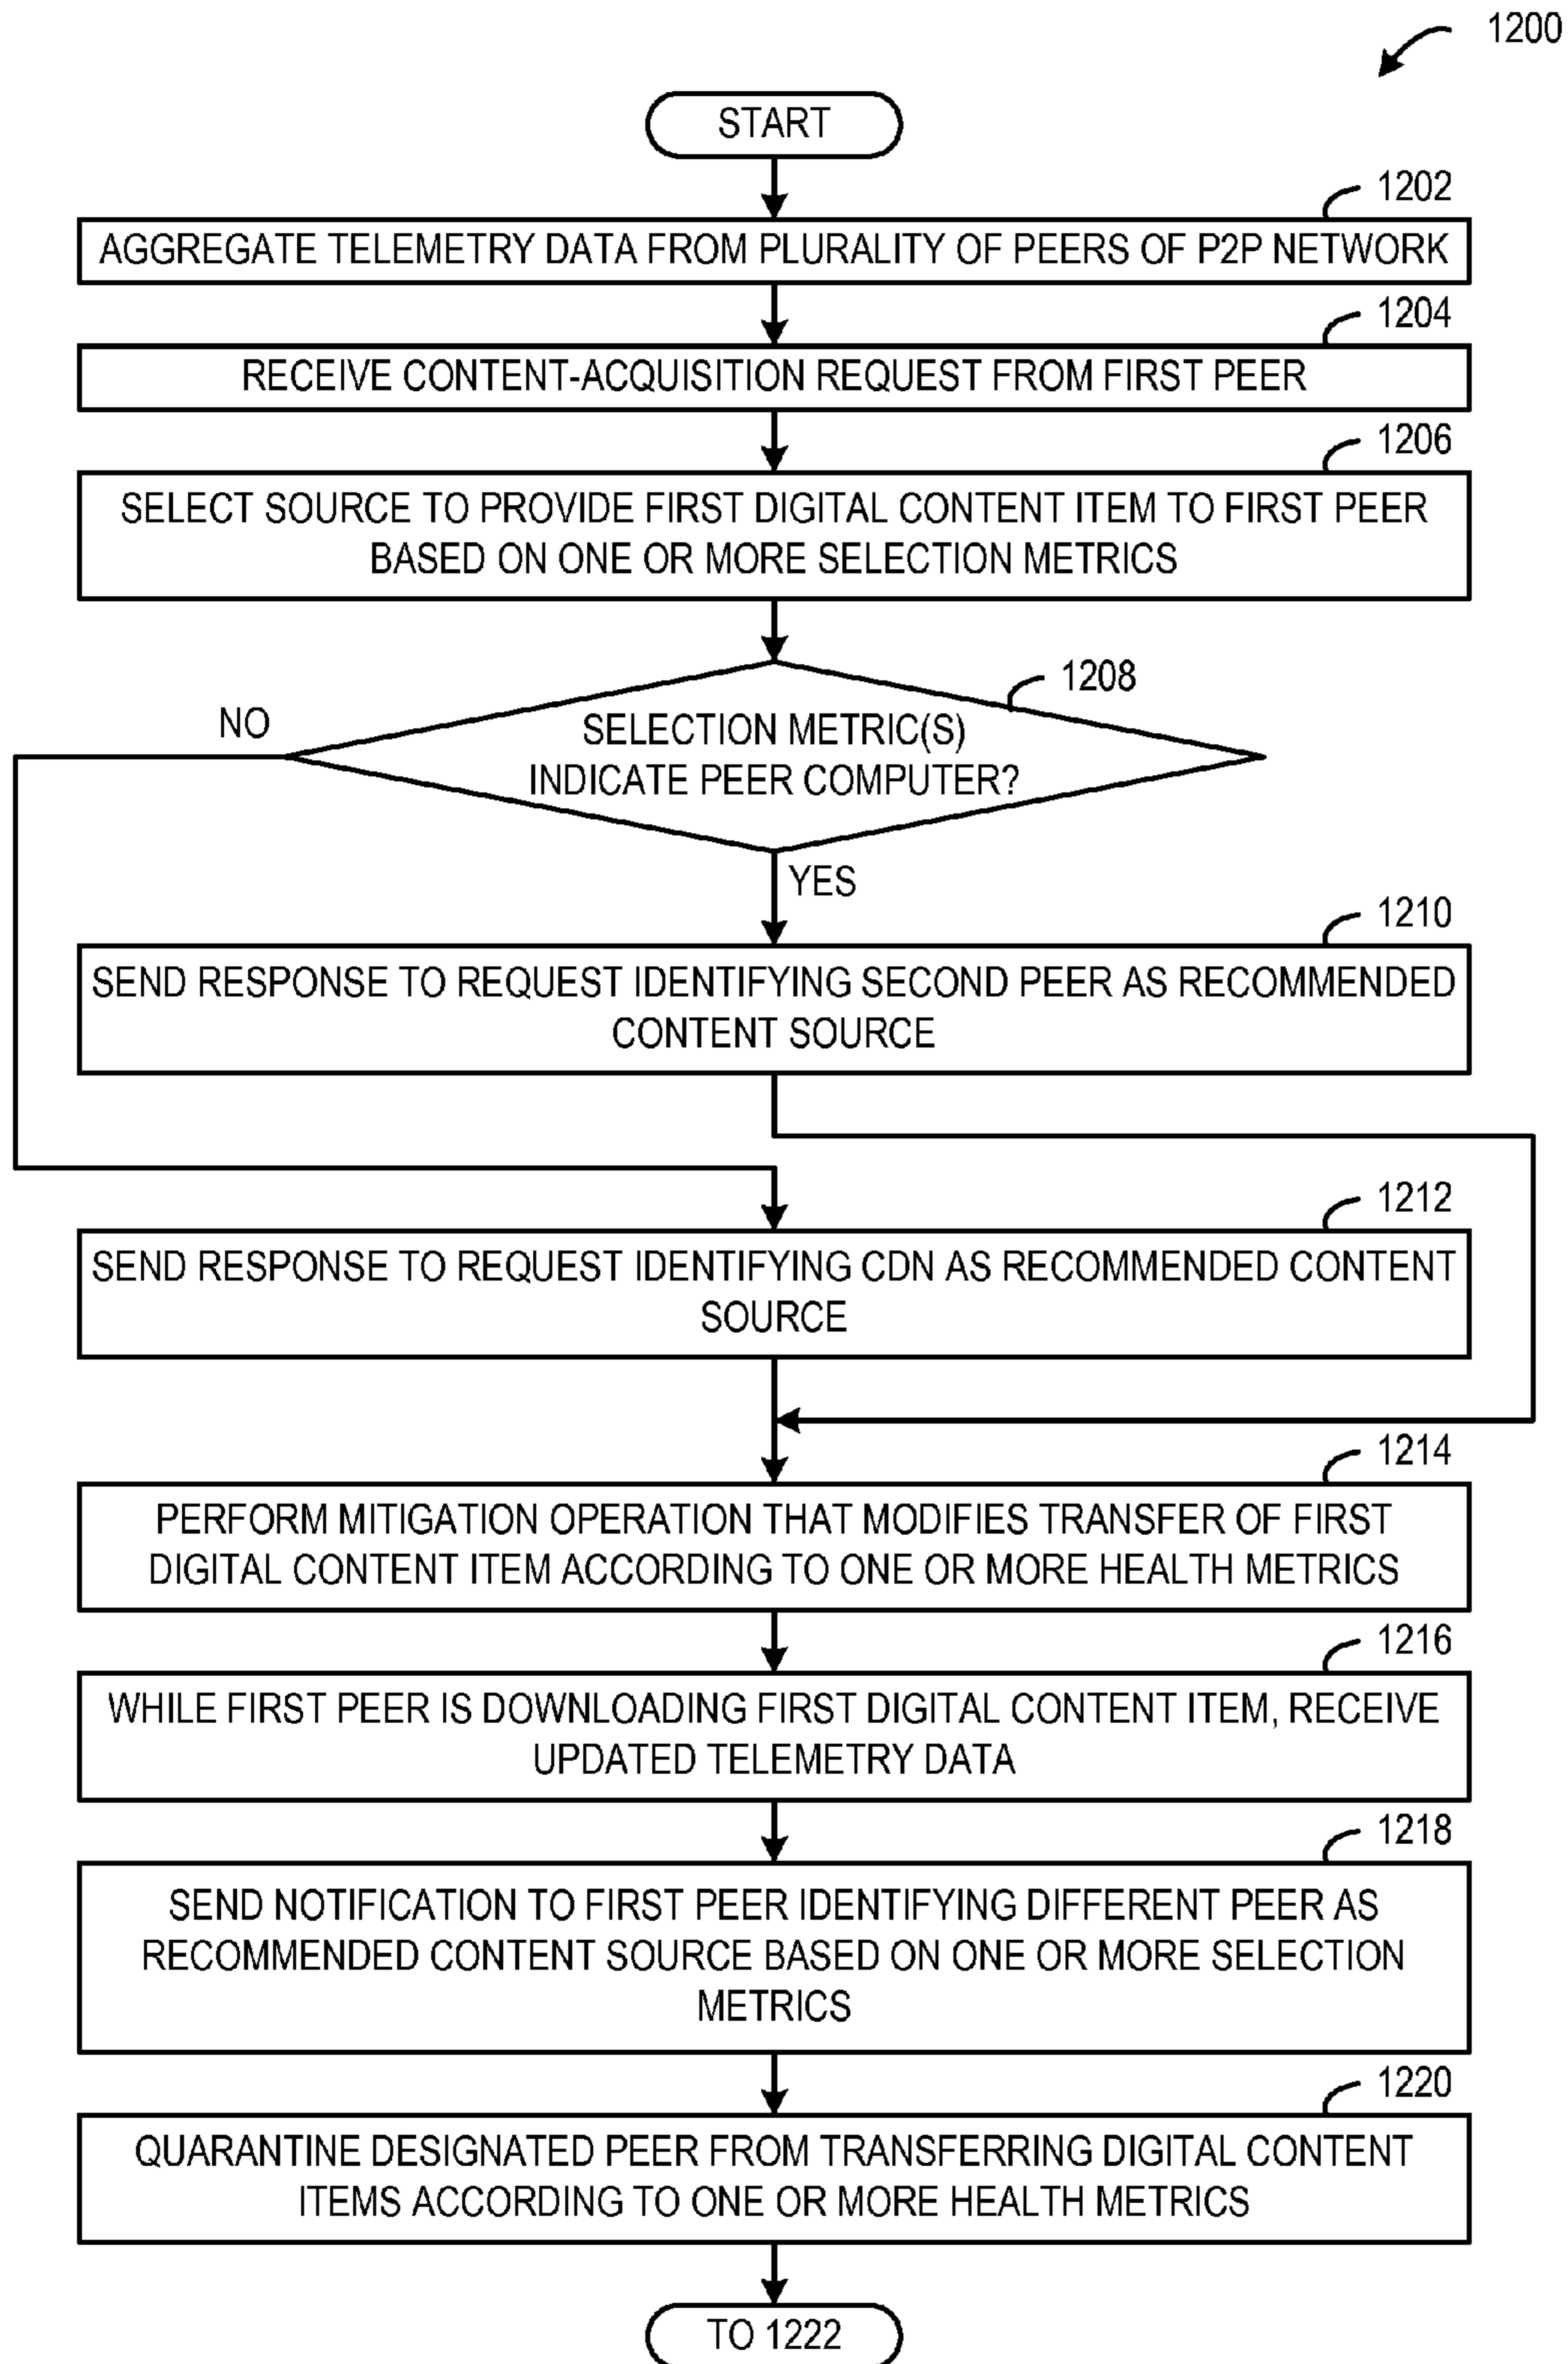 1200
START
1202
AGGREGATE TELEMETRY DATA FROM PLURALITY OF PEERS OF P2P NETWORK
1204
RECEIVE CONTENT-ACQUISITION REQUEST FROM FIRST PEER
1206
SELECT SOURCE TO PROVIDE FIRST DIGITAL CONTENT ITEM TO FIRST PEER
BASED ON ONE OR MORE SELECTION METRICS
1208
NO
SELECTION METRIC(S)
INDICATE PEER COMPUTER?
YES
1210
SEND RESPONSE TO REQUEST IDENTIFYING SECOND PEER AS RECOMMENDED
CONTENT SOURCE
1212
SEND RESPONSE TO REQUEST IDENTIFYING CDN AS RECOMMENDED CONTENT
SOURCE
1214
PERFORM MITIGATION OPERATION THAT MODIFIES TRANSFER OF FIRST
DIGITAL CONTENT ITEM ACCORDING TO ONE OR MORE HEALTH METRICS
1216
WHILE FIRST PEER IS DOWNLOADING FIRST DIGITAL CONTENT ITEM, RECEIVE
UPDATED TELEMETRY DATA
1218
SEND NOTIFICATION TO FIRST PEER IDENTIFYING DIFFERENT PEER AS
RECOMMENDED CONTENT SOURCE BASED ON ONE OR MORE SELECTION
METRICS
1220
QUARANTINE DESIGNATED PEER FROM TRANSFERRING DIGITAL CONTENT
ITEMS ACCORDING TO ONE OR MORE HEALTH METRICS
TO 1222